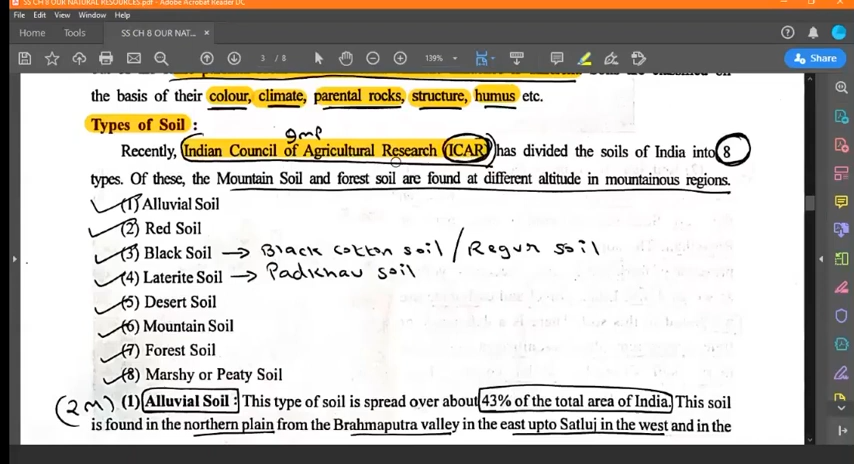 SS CH 8 OUR NATURAL RESOURCES.pdf - Adobe Acrobat Reader DC
File Edit View Window Help
Home Tools SS CH 8 OUR NAT... ×
3 / 8 139% Share
the basis of their colour, climate, parental rocks, structure, humus etc.
Types of Soil :
Imp
Recently, Indian Council of Agricultural Research (ICAR) has divided the soils of India into 8
types. Of these, the Mountain Soil and forest soil are found at different altitude in mountainous regions.
(1) Alluvial Soil
(2) Red Soil
(3) Black Soil → Black cotton soil / Regur soil
(4) Laterite Soil → Padkhau soil
(5) Desert Soil
(6) Mountain Soil
(7) Forest Soil
(8) Marshy or Peaty Soil
(2M) (1) Alluvial Soil : This type of soil is spread over about 43% of the total area of India. This soil
is found in the northern plain from the Brahmaputra valley in the east upto Satluj in the west and in the